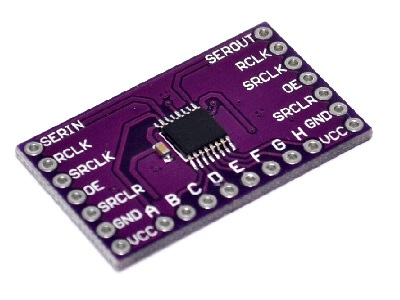 SEROUT
RCLK
SRCLK
OE
SRCLR
GND
VCC
SERIN
RCLK
SRCLK
OE
SRCLR
GND
VCC
A B C D E F G H